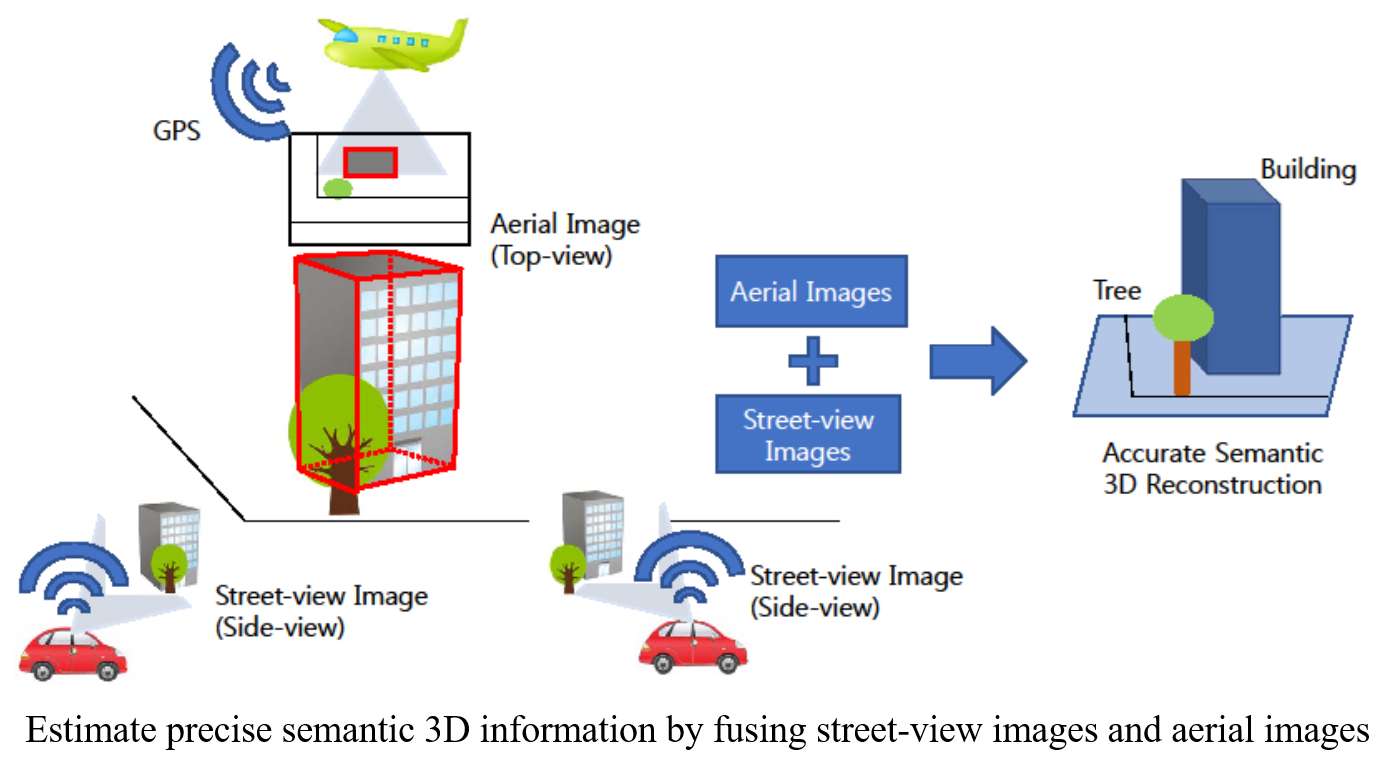 GPS
Aerial Image
(Top-view)
Aerial Images
Street-view
Images
Building
Tree
Accurate Semantic
3D Reconstruction
Street-view Image
(Side-view)
Street-view Image
(Side-view)
Estimate precise semantic 3D information by fusing street-view images and aerial images